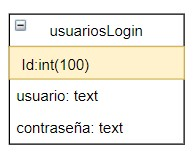 usuariosLogin
Id:int(100)
usuario: text
contraseña: text